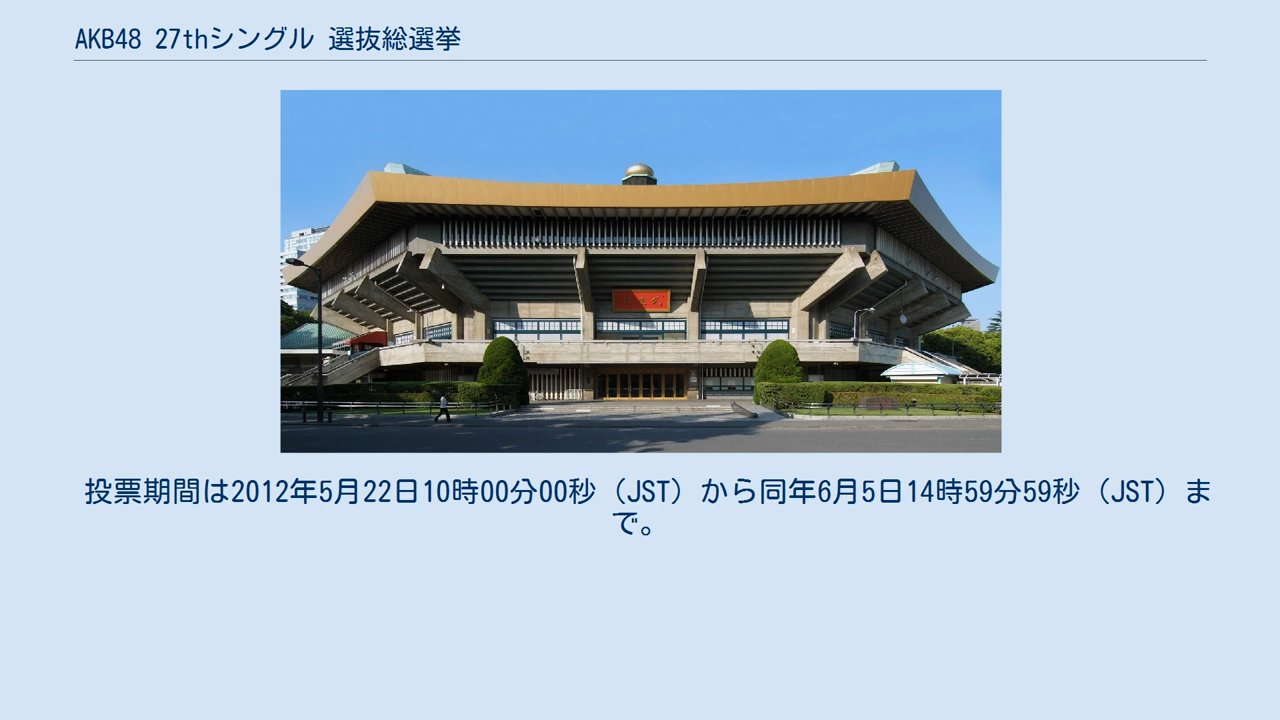 AKB48 27thシングル 選抜総選挙
投票期間は2012年5月22日10時00分00秒（JST）から同年6月5日14時59分59秒（JST）ま
で。